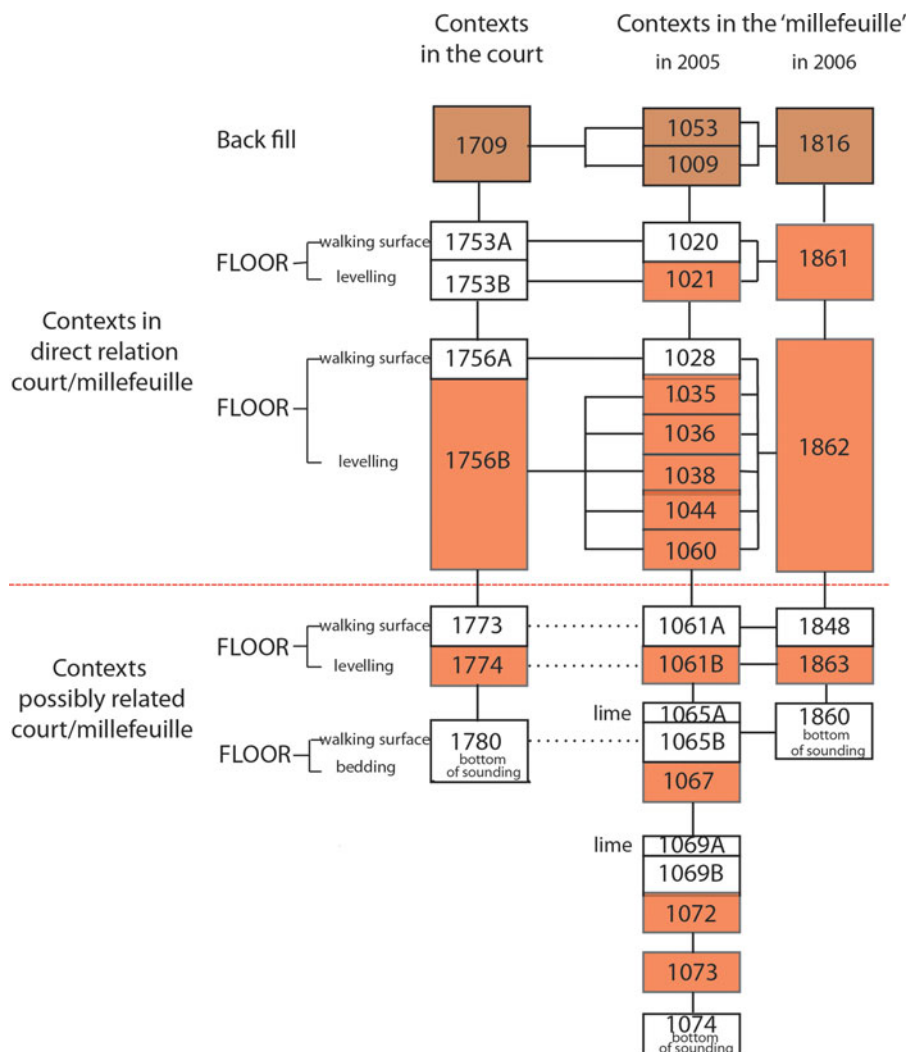 Contexts
in the court
Contexts in the ‘millefeuille’
in 2005
in 2006
Back fill
1709
1053
1009
1816
FLOOR
walking surface
levelling
1753A
1753B
1020
1021
1861
Contexts in
direct relation
court/millefeuille
FLOOR
walking surface
levelling
1756A
1756B
1028
1035
1036
1038
1044
1060
1862
Contexts
possibly related
court/millefeuille
FLOOR
walking surface
levelling
1773
1774
1061A
1061B
1848
1863
FLOOR
walking surface
bedding
1780
bottom
of sounding
lime
1065A
1065B
1067
1860
bottom
of sounding
lime
1069A
1069B
1072
1073
1074
bottom
of sounding